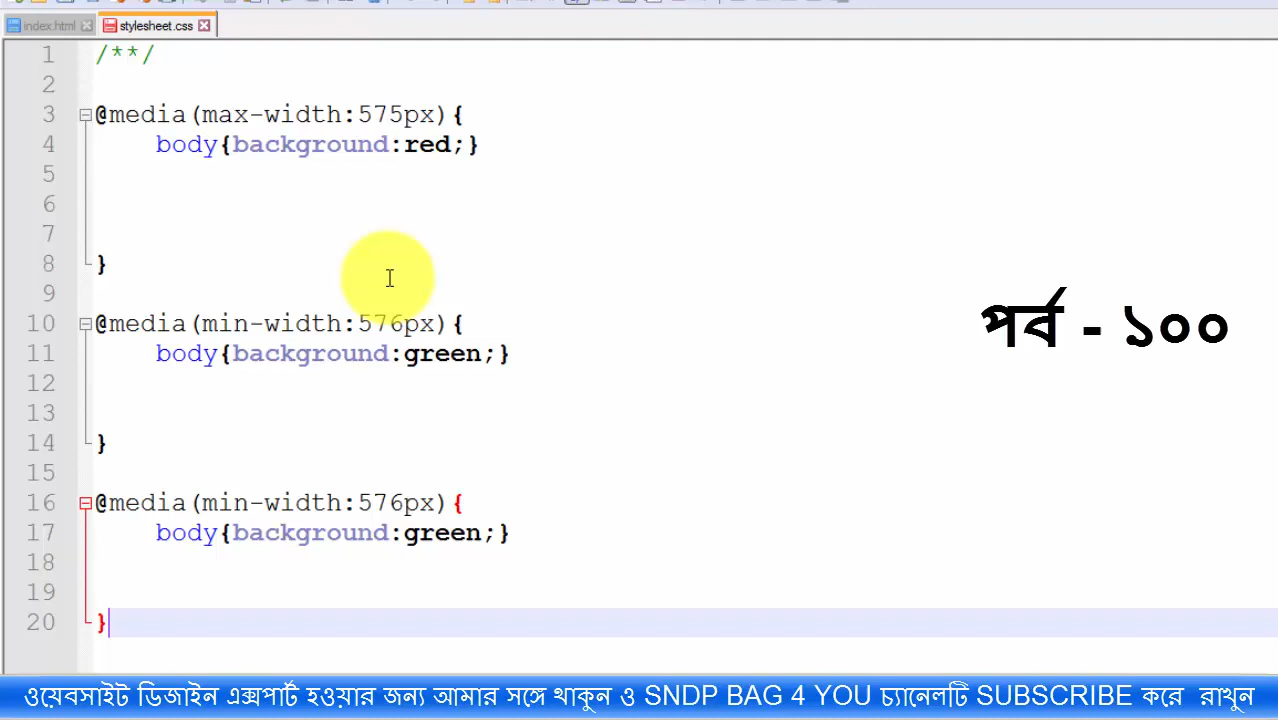 index.html
stylesheet.css
1 /**/
2
3 @media(max-width:575px){
4 body{background:red;}
5
6
7
8 }
9
10 @media(min-width:576px){
11 body{background:green;}
12
13
14 }
15
16 @media(min-width:576px){
17 body{background:green;}
18
19
20 }
পর্ব - ১০০
ওয়েবসাইট ডিজাইন এক্সপার্ট হওয়ার জন্য আমার সঙ্গে থাকুন ও SNDP BAG 4 YOU চ্যানেলটি SUBSCRIBE করে রাখুন